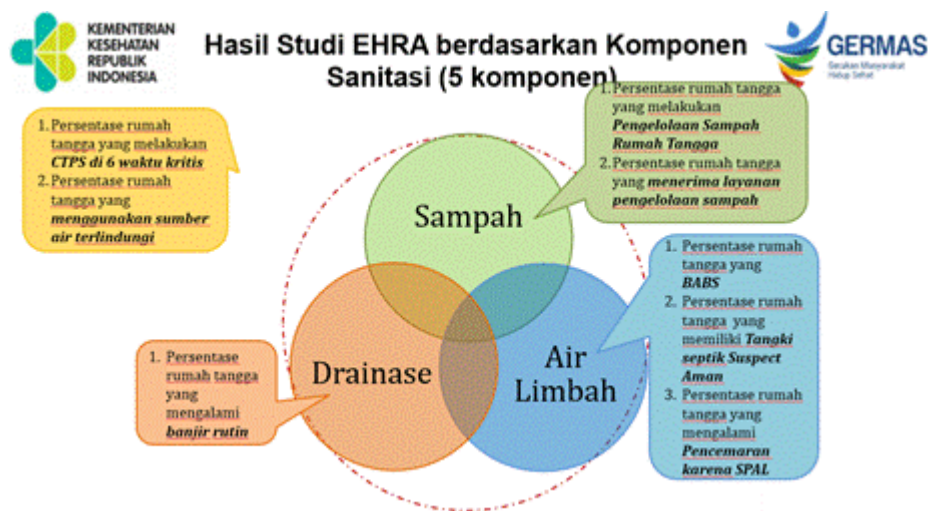 KEMENTERIAN
KESEHATAN
REPUBLIK
INDONESIA
Hasil Studi EHRA berdasarkan Komponen
Sanitasi (5 komponen)
GERMAS
Gerakan Masyarakat
Hidup Sehat
1. Persentase rumah
tangga yang melakukan
CTPS di 6 waktu kritis
2. Persentase rumah
tangga yang
menggunakan sumber
air terlindungi
1. Persentase rumah tangga
yang melakukan
Pengelolaan Sampah
Rumah Tangga
2. Persentase rumah tangga
yang menerima layanan
pengelolaan sampah
Sampah
1. Persentase rumah
tangga yang
BABS
2. Persentase rumah
tangga yang
memiliki Tangki
septik Suspect
Aman
3. Persentase rumah
tangga yang
mengalami
Pencemaran
karena SPAL
Drainase
Air
Limbah
1. Persentase
rumah tangga
yang
mengalami
banjir rutin